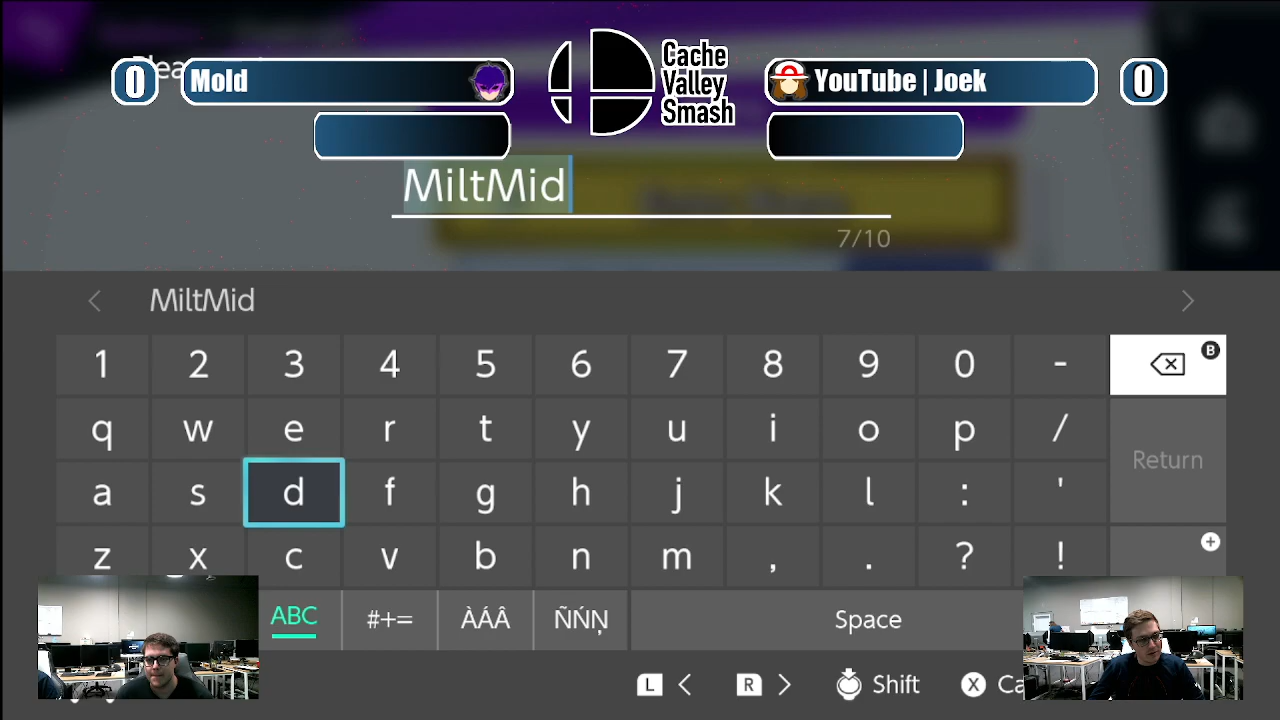 Cache
Valley
Smash
0 Mold
YouTube | Joek 0
MiltMid
7/10
MiltMid
1 2 3 4 5 6 7 8 9 0 -
B
q w e r t y u i o p /
Return
a s d f g h j k l : '
z x c v b n m , . ? ! +
ABC #+= ÀÁÂ ÑŃŅ Space
L < R > Shift X